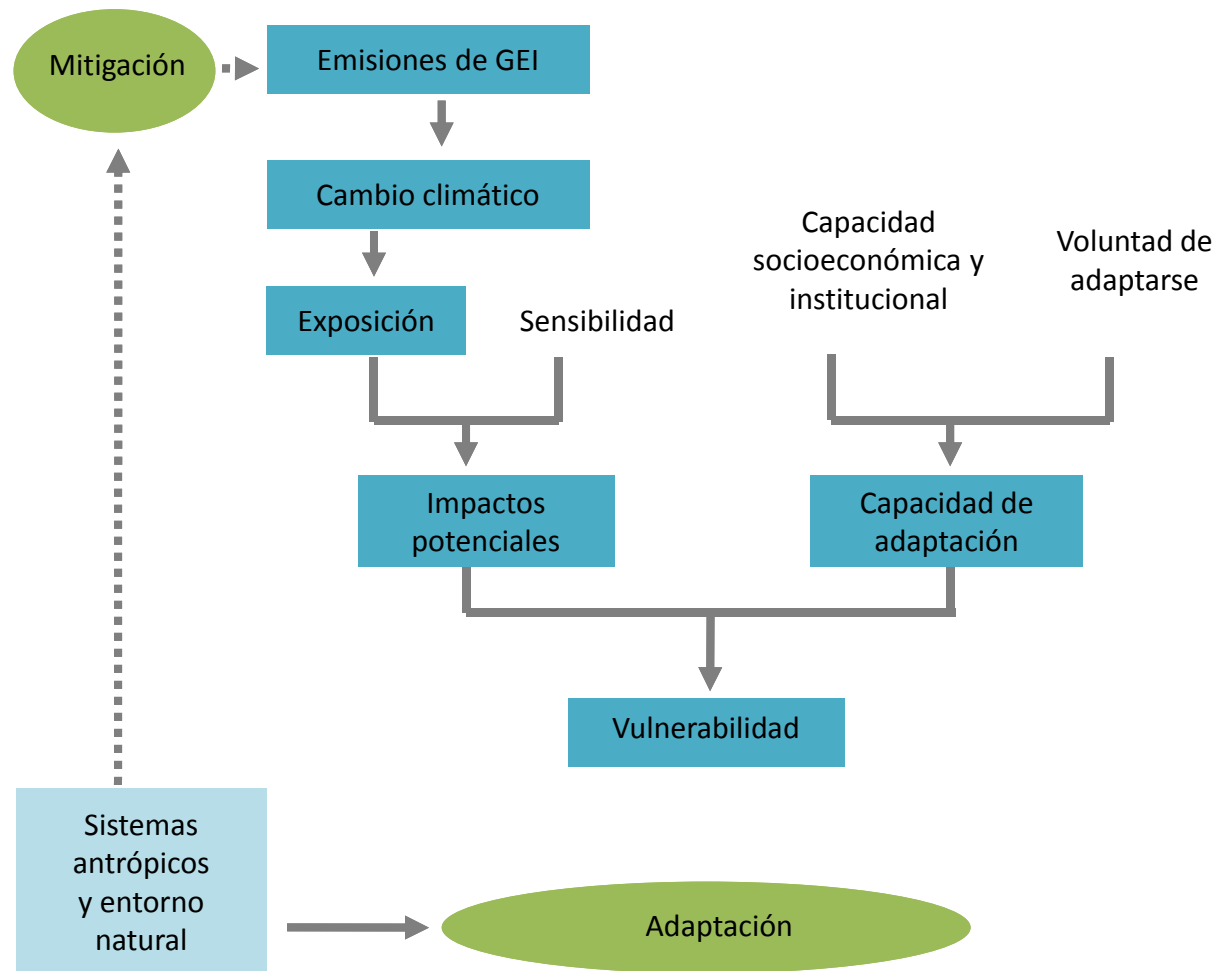 Mitigación
Emisiones de GEI
Cambio climático
Capacidad
socioeconómica y
institucional
Voluntad de
adaptarse
Exposición
Sensibilidad
Impactos
potenciales
Capacidad de
adaptación
Vulnerabilidad
Sistemas
antrópicos
y entorno
natural
Adaptación